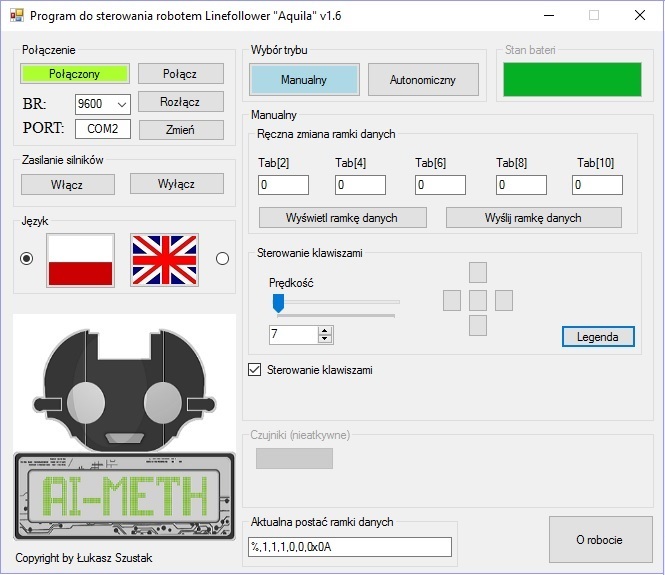 Program do sterowania robotem Linefollower "Aquila" v1.6
Połączenie
Połączony
Połącz
BR:
9600
Rozłącz
PORT:
COM2
Zmień
Zasilanie silników
Włącz
Wyłącz
Język
AI-METH
Copyright by Łukasz Szustak
Wybór trybu
Manualny
Autonomiczny
Stan bateri
Manualny
Ręczna zmiana ramki danych
Tab[2] Tab[4] Tab[6] Tab[8] Tab[10]
0 0 0 0 0
Wyświetl ramkę danych
Wyślij ramkę danych
Sterowanie klawiszami
Prędkość
7
Legenda
Sterowanie klawiszami
Czujniki (nieatkywne)
Aktualna postać ramki danych
%,1,1,1,0,0,0x0A
O robocie